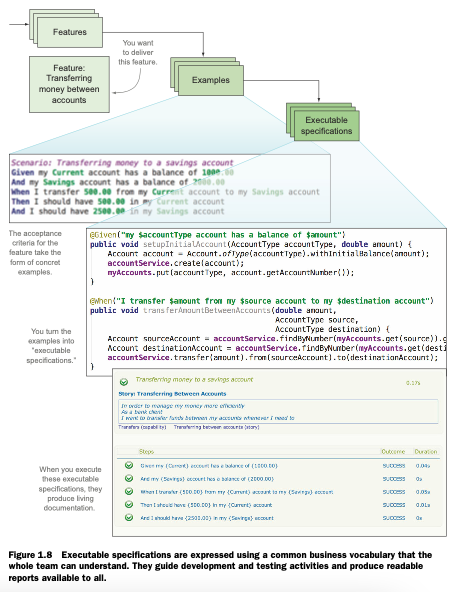 Features
You want
to deliver
this feature.
Feature:
Transferring
money between
accounts
Examples
Executable
specifications
Scenario: Transferring money to a savings account
Given my Current account has a balance of 1000.00
And my Savings account has a balance of 2000.00
When I transfer 500.00 from my Current account to my Savings account
Then I should have 500.00 in my Current account
And I should have 2500.00 in my Savings account
The acceptance
criteria for the
feature take the
form of concret
examples.
@Given("my $accountType account has a balance of $amount")
public void setupInitialAccount(AccountType accountType, double amount) {
Account account = Account.ofType(accountType).withInitialBalance(amount);
accountService.create(account);
myAccounts.put(accountType, account.getAccountNumber());
}
@When("I transfer $amount from my $source account to my $destination account")
public void transferAmountBetweenAccounts(double amount,
AccountType source,
AccountType destination) {
Account sourceAccount = accountService.findByNumber(myAccounts.get(source)).g
Account destinationAccount = accountService.findByNumber(myAccounts.get(desti
accountService.transfer(amount).from(sourceAccount).to(destinationAccount);
}
You turn the
examples into
"executable
specifications."
Transferring money to a savings account
0.17s
Story: Transferring Between Accounts
In order to manage my money more efficiently
As a bank client
I want to transfer funds between my accounts whenever I need to
Transfers (capability) Transferring between accounts (story)
Steps Outcome Duration
Given my {Current} account has a balance of {1000.00} SUCCESS 0.04s
And my {Savings} account has a balance of {2000.00} SUCCESS 0s
When I transfer {500.00} from my {Current} account to my {Savings} account SUCCESS 0.05s
Then I should have {500.00} in my {Current} account SUCCESS 0.01s
And I should have {2500.00} in my {Savings} account SUCCESS 0s
When you execute
these executable
specifications, they
produce living
documentation.
Figure 1.8 Executable specifications are expressed using a common business vocabulary that the
whole team can understand. They guide development and testing activities and produce readable
reports available to all.